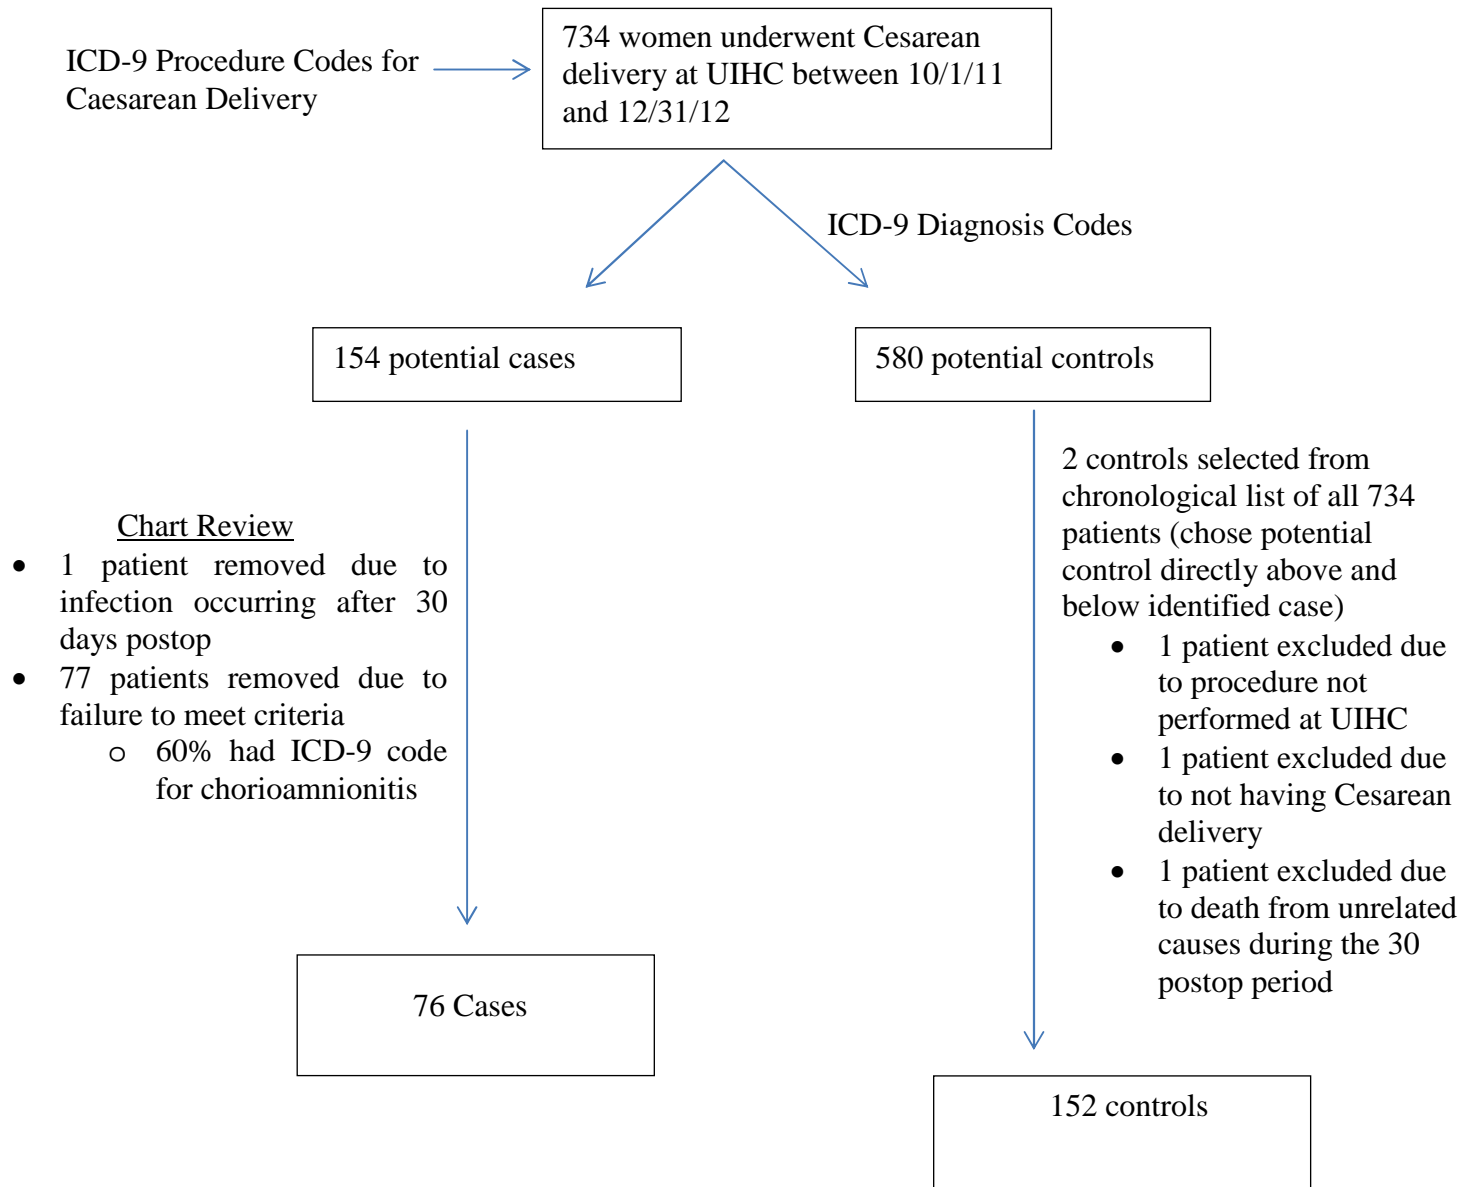 ICD-9 Procedure Codes for
Caesarean Delivery
734 women underwent Cesarean
delivery at UIHC between 10/1/11
and 12/31/12
ICD-9 Diagnosis Codes
154 potential cases
580 potential controls
Chart Review
• 1 patient removed due to
infection occurring after 30
days postop
• 77 patients removed due to
failure to meet criteria
o 60% had ICD-9 code
for chorioamnionitis
2 controls selected from
chronological list of all 734
patients (chose potential
control directly above and
below identified case)
• 1 patient excluded due
to procedure not
performed at UIHC
• 1 patient excluded due
to not having Cesarean
delivery
• 1 patient excluded due
to death from unrelated
causes during the 30
postop period
76 Cases
152 controls